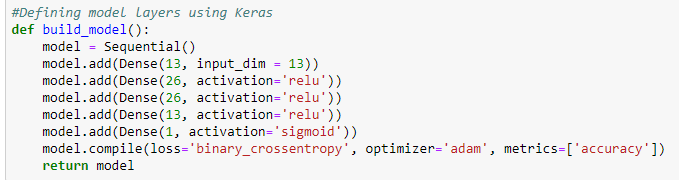 #Defining model layers using Keras
def build_model():
    model = Sequential()
    model.add(Dense(13, input_dim = 13))
    model.add(Dense(26, activation='relu'))
    model.add(Dense(26, activation='relu'))
    model.add(Dense(13, activation='relu'))
    model.add(Dense(1, activation='sigmoid'))
    model.compile(loss='binary_crossentropy', optimizer='adam', metrics=['accuracy'])
    return model